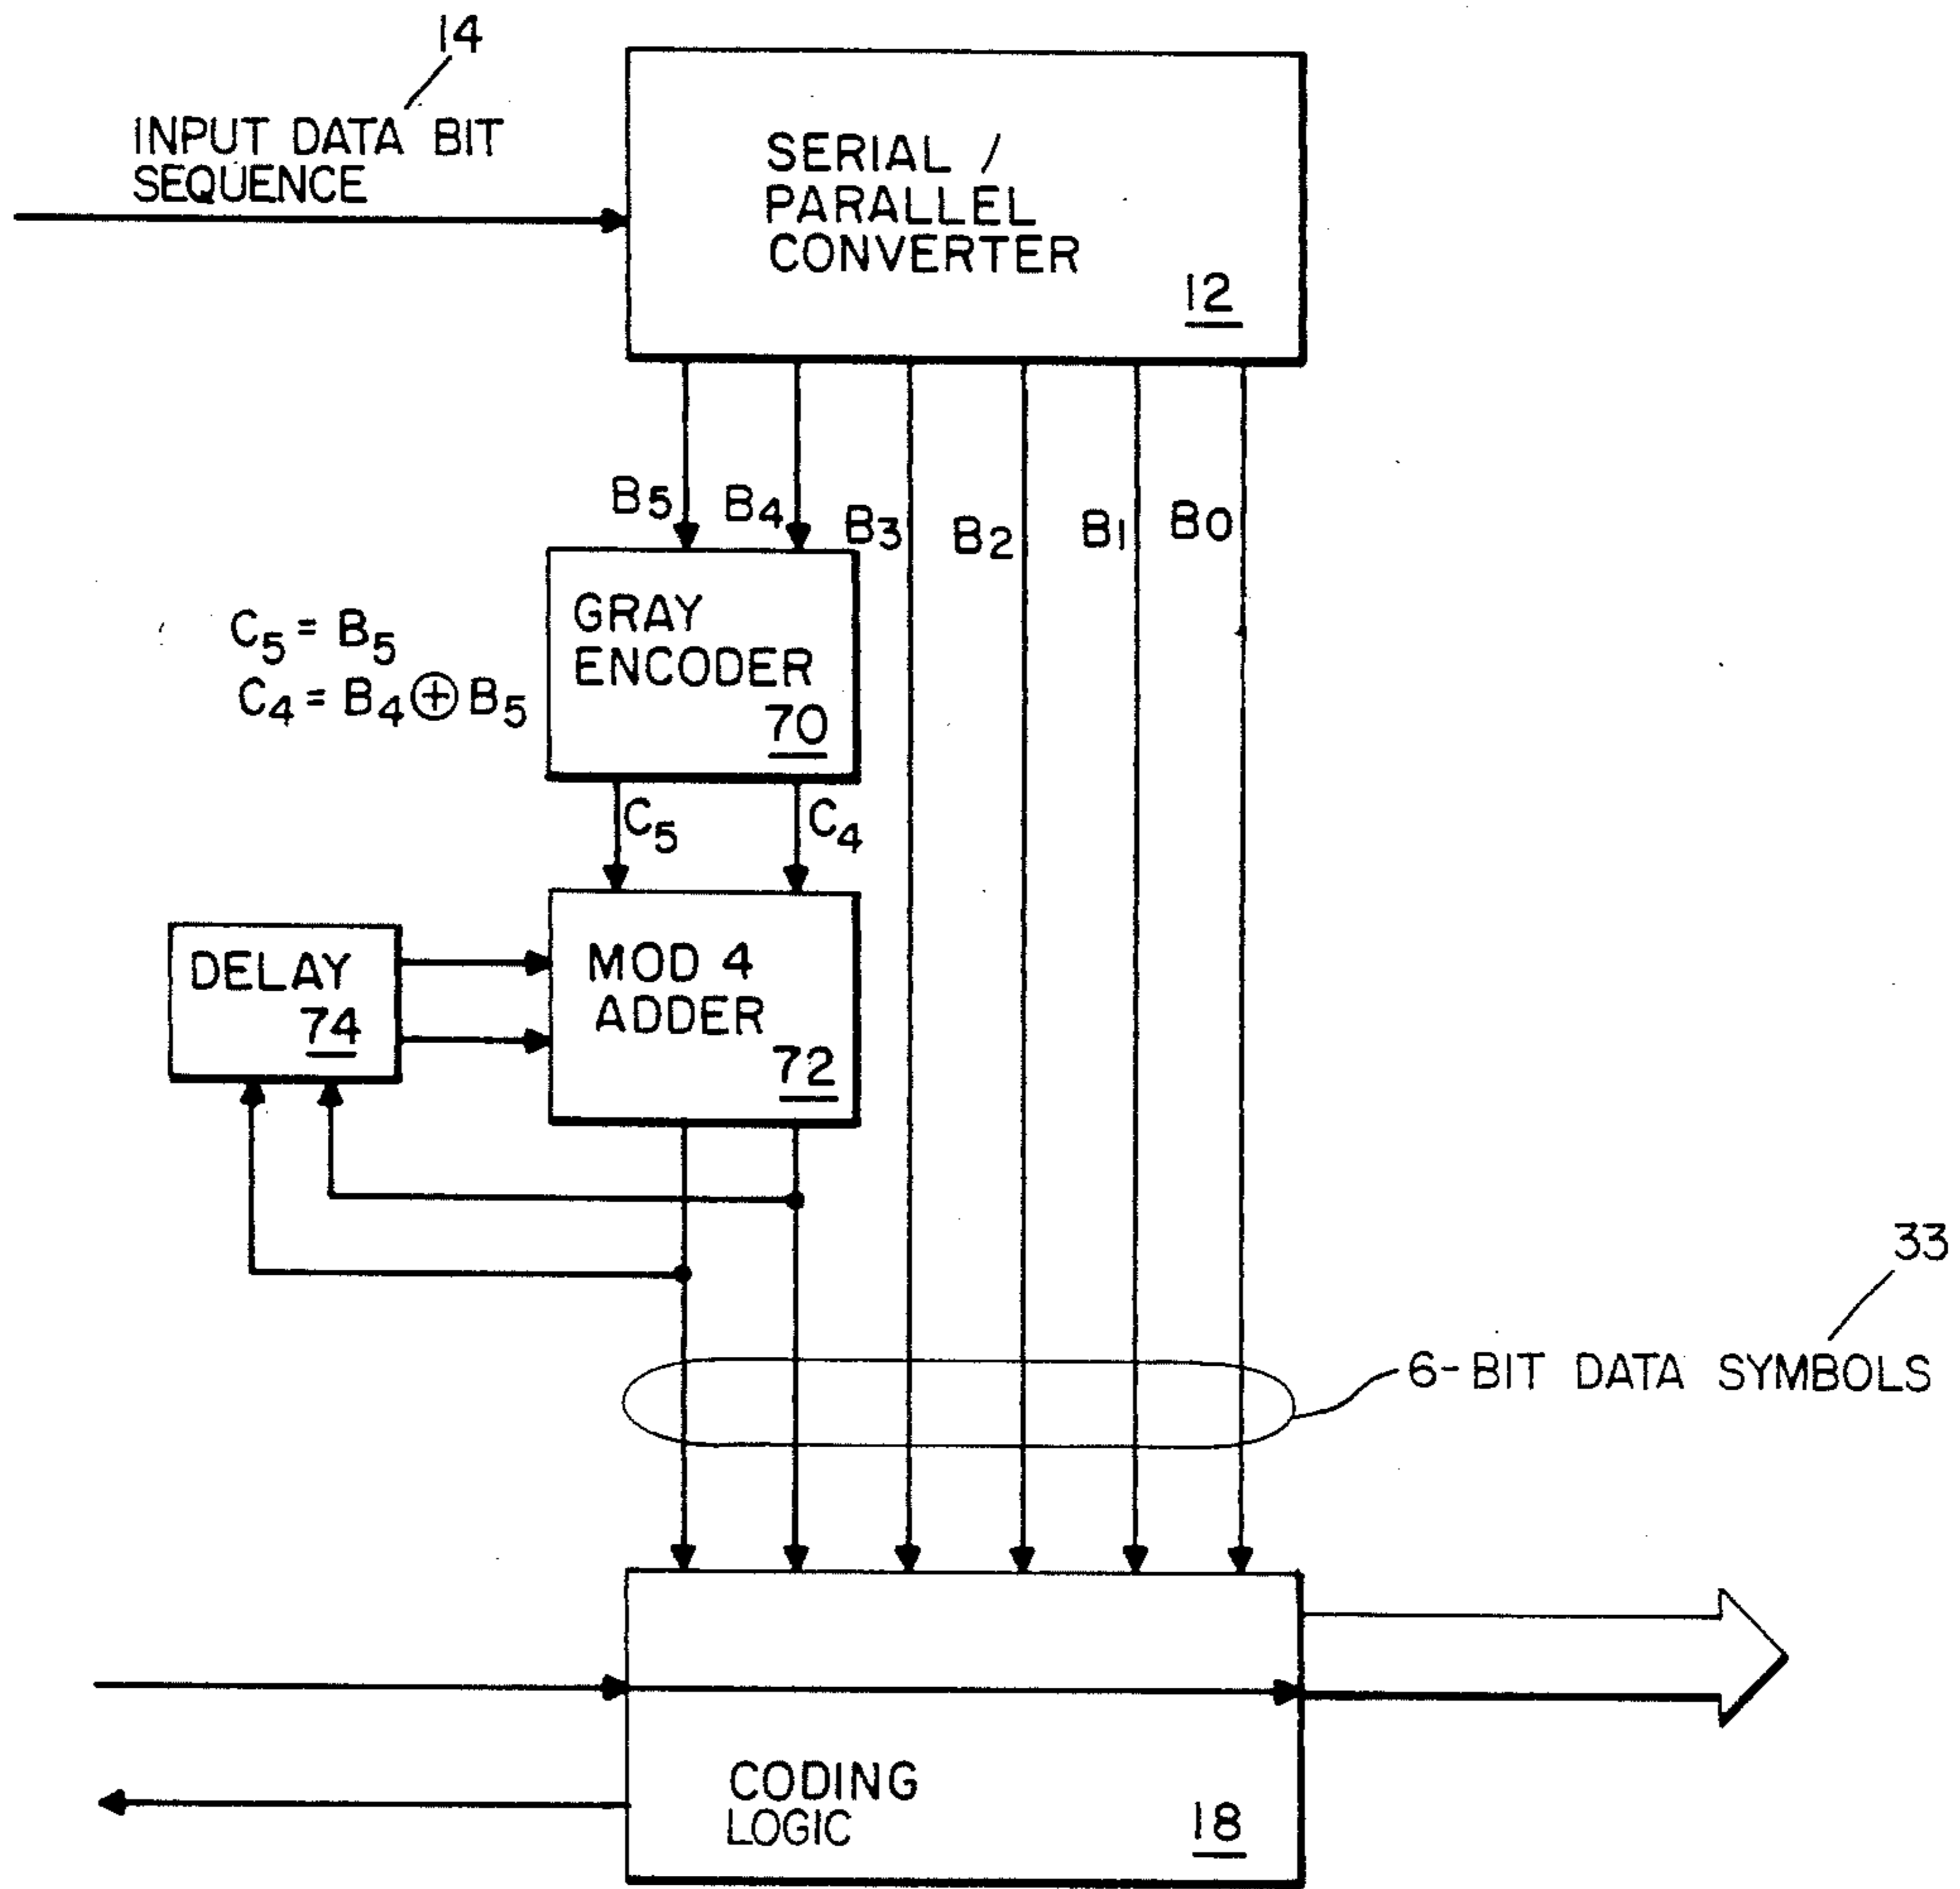 14
INPUT DATA BIT
SEQUENCE
SERIAL /
PARALLEL
CONVERTER
12
B5
B4
B3
B2
B1
B0
C5 = B5
C4 = B4 ⊕ B5
GRAY
ENCODER
70
C5
C4
DELAY
74
MOD 4
ADDER
72
33
6-BIT DATA SYMBOLS
CODING
LOGIC
18